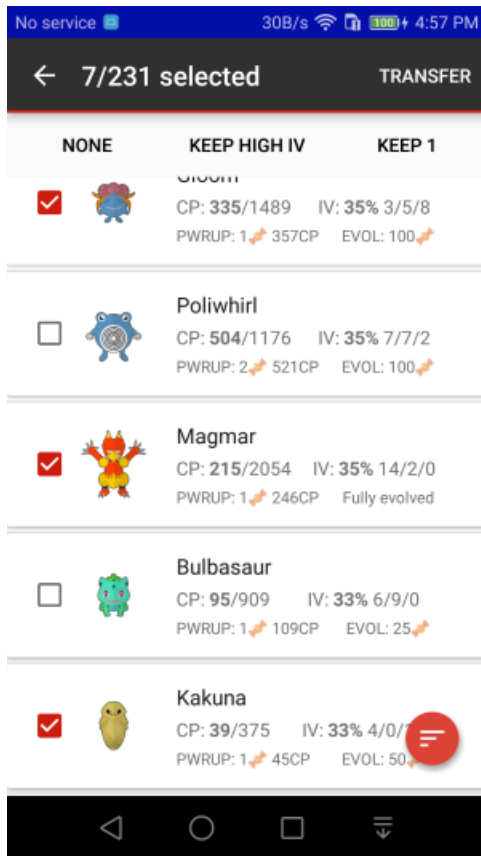 No service 30B/s 100 4:57 PM
7/231 selected TRANSFER
NONE KEEP HIGH IV KEEP 1
Gloom
CP: 335/1489 IV: 35% 3/5/8
PWRUP: 1 357CP EVOL: 100
Poliwhirl
CP: 504/1176 IV: 35% 7/7/2
PWRUP: 2 521CP EVOL: 100
Magmar
CP: 215/2054 IV: 35% 14/2/0
PWRUP: 1 246CP Fully evolved
Bulbasaur
CP: 95/909 IV: 33% 6/9/0
PWRUP: 1 109CP EVOL: 25
Kakuna
CP: 39/375 IV: 33% 4/0/
PWRUP: 1 45CP EVOL: 50